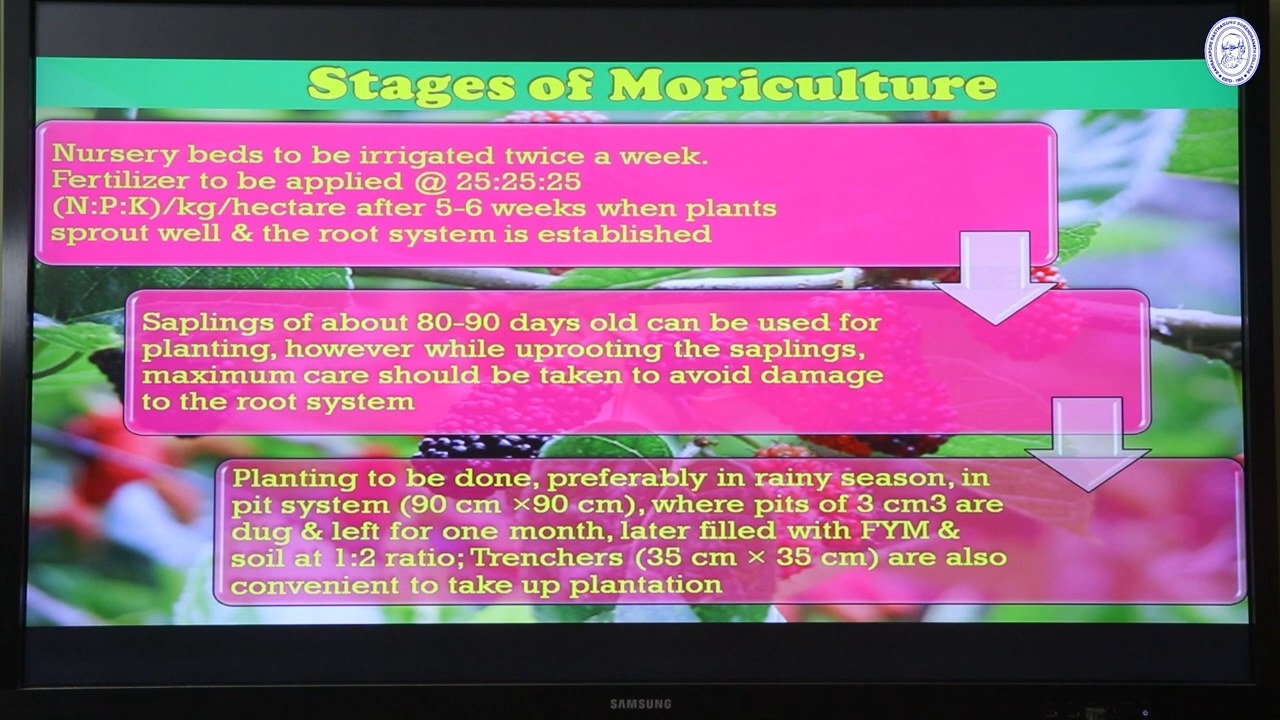 Stages of Moriculture
Nursery beds to be irrigated twice a week.
Fertilizer to be applied @ 25:25:25
(N:P:K)/kg/hectare after 5-6 weeks when plants
sprout well & the root system is established
Saplings of about 80-90 days old can be used for
planting, however while uprooting the saplings,
maximum care should be taken to avoid damage
to the root system
Planting to be done, preferably in rainy season, in
pit system (90 cm ×90 cm), where pits of 3 cm3 are
dug & left for one month, later filled with FYM &
soil at 1:2 ratio; Trenchers (35 cm × 35 cm) are also
convenient to take up plantation
SAMSUNG